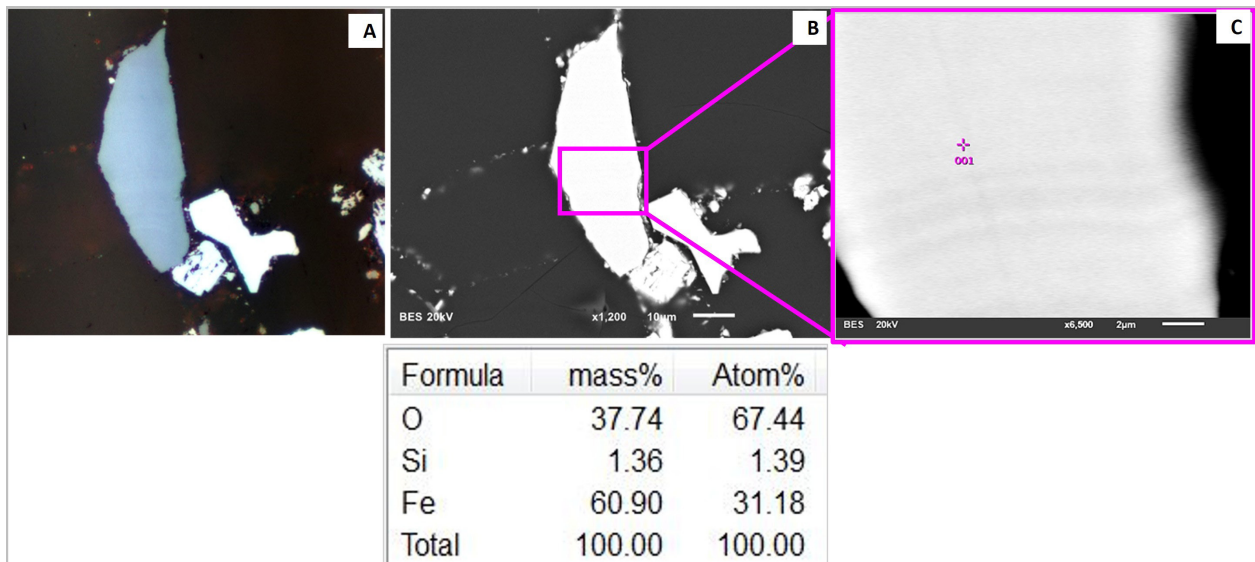 A
B
C
001
BES 20kV x1,200 10µm
BES 20kV x6,500 2µm
Formula mass% Atom%
O 37.74 67.44
Si 1.36 1.39
Fe 60.90 31.18
Total 100.00 100.00